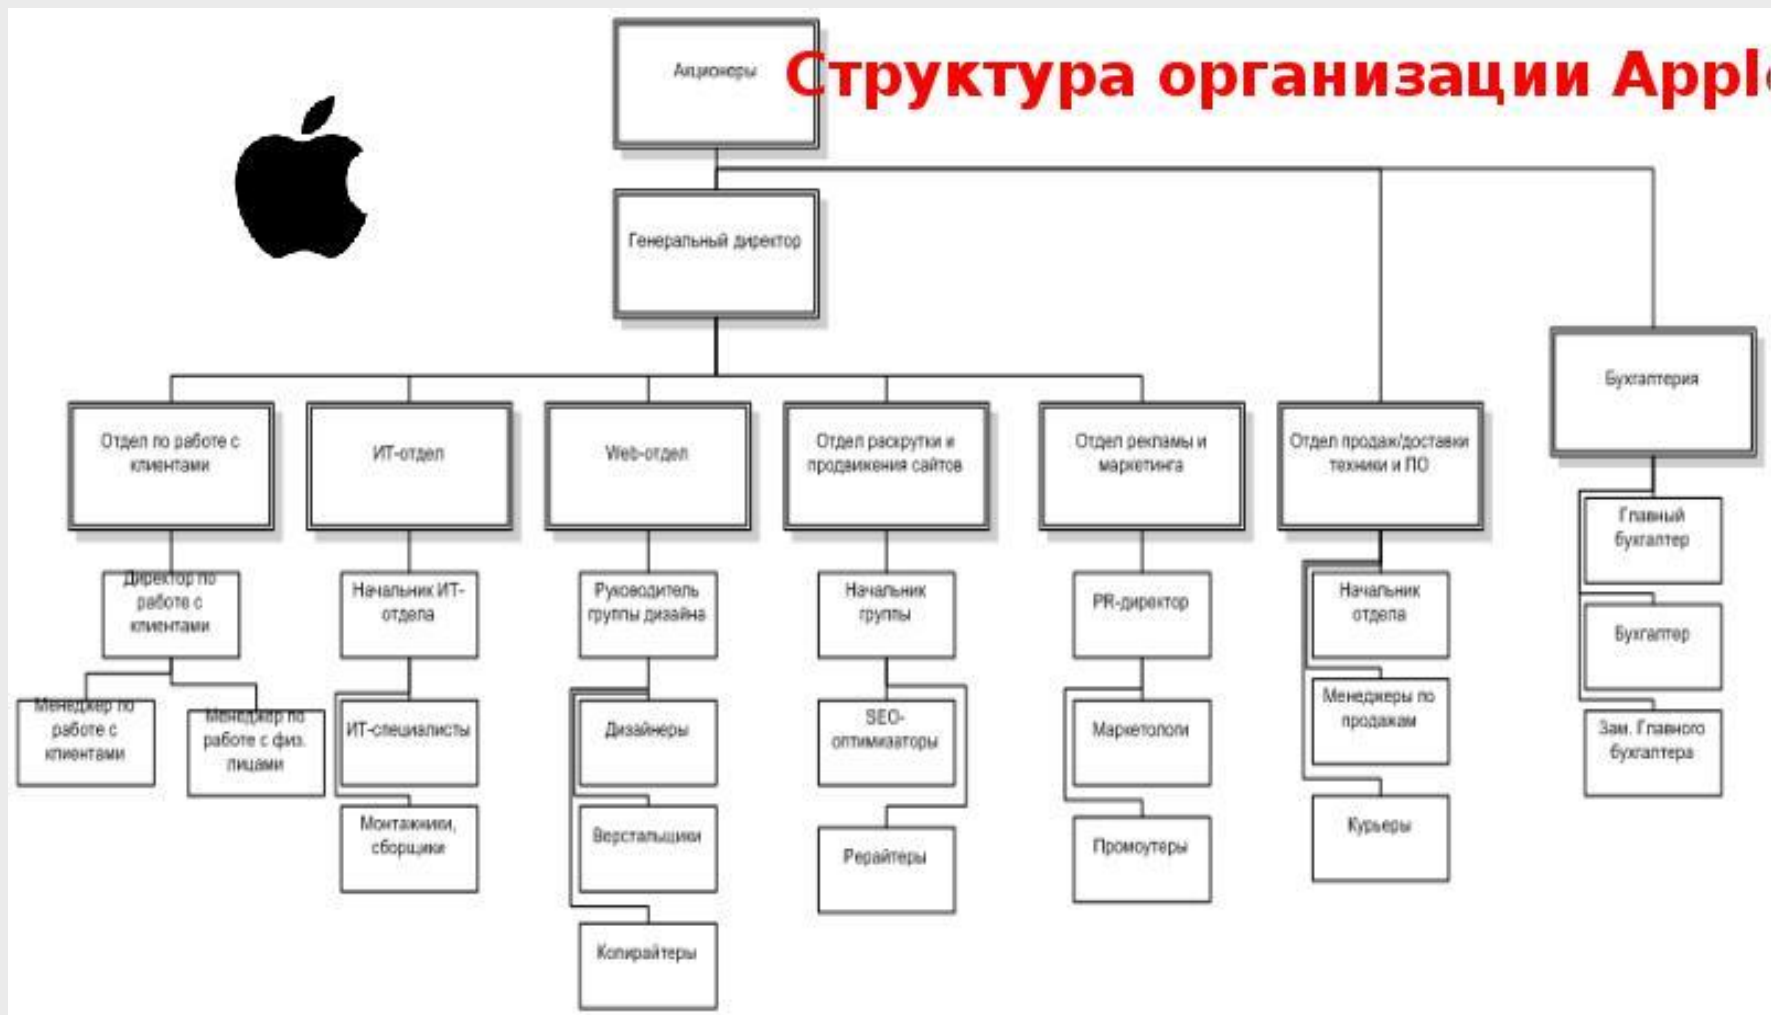 Акционеры
Структура организации Apple
Генеральный директор
Бухгалтерия
Отдел по работе с
клиентами
ИТ-отдел
Web-отдел
Отдел раскрутки и
продвижения сайтов
Отдел рекламы и
маркетинга
Отдел продаж/доставки
техники и ПО
Главный
бухгалтер
Директор по
работе с
клиентами
Начальник ИТ-
отдела
Руководитель
группы дизайна
Начальник
группы
PR-директор
Начальник
отдела
Бухгалтер
Менеджер по
работе с
клиентами
Менеджер по
работе с физ.
лицами
ИТ-специалисты
Дизайнеры
SEO-
оптимизаторы
Маркетологи
Менеджеры по
продажам
Зам. Главного
бухгалтера
Монтажники,
сборщики
Верстальщики
Рерайтеры
Промоутеры
Курьеры
Копирайтеры